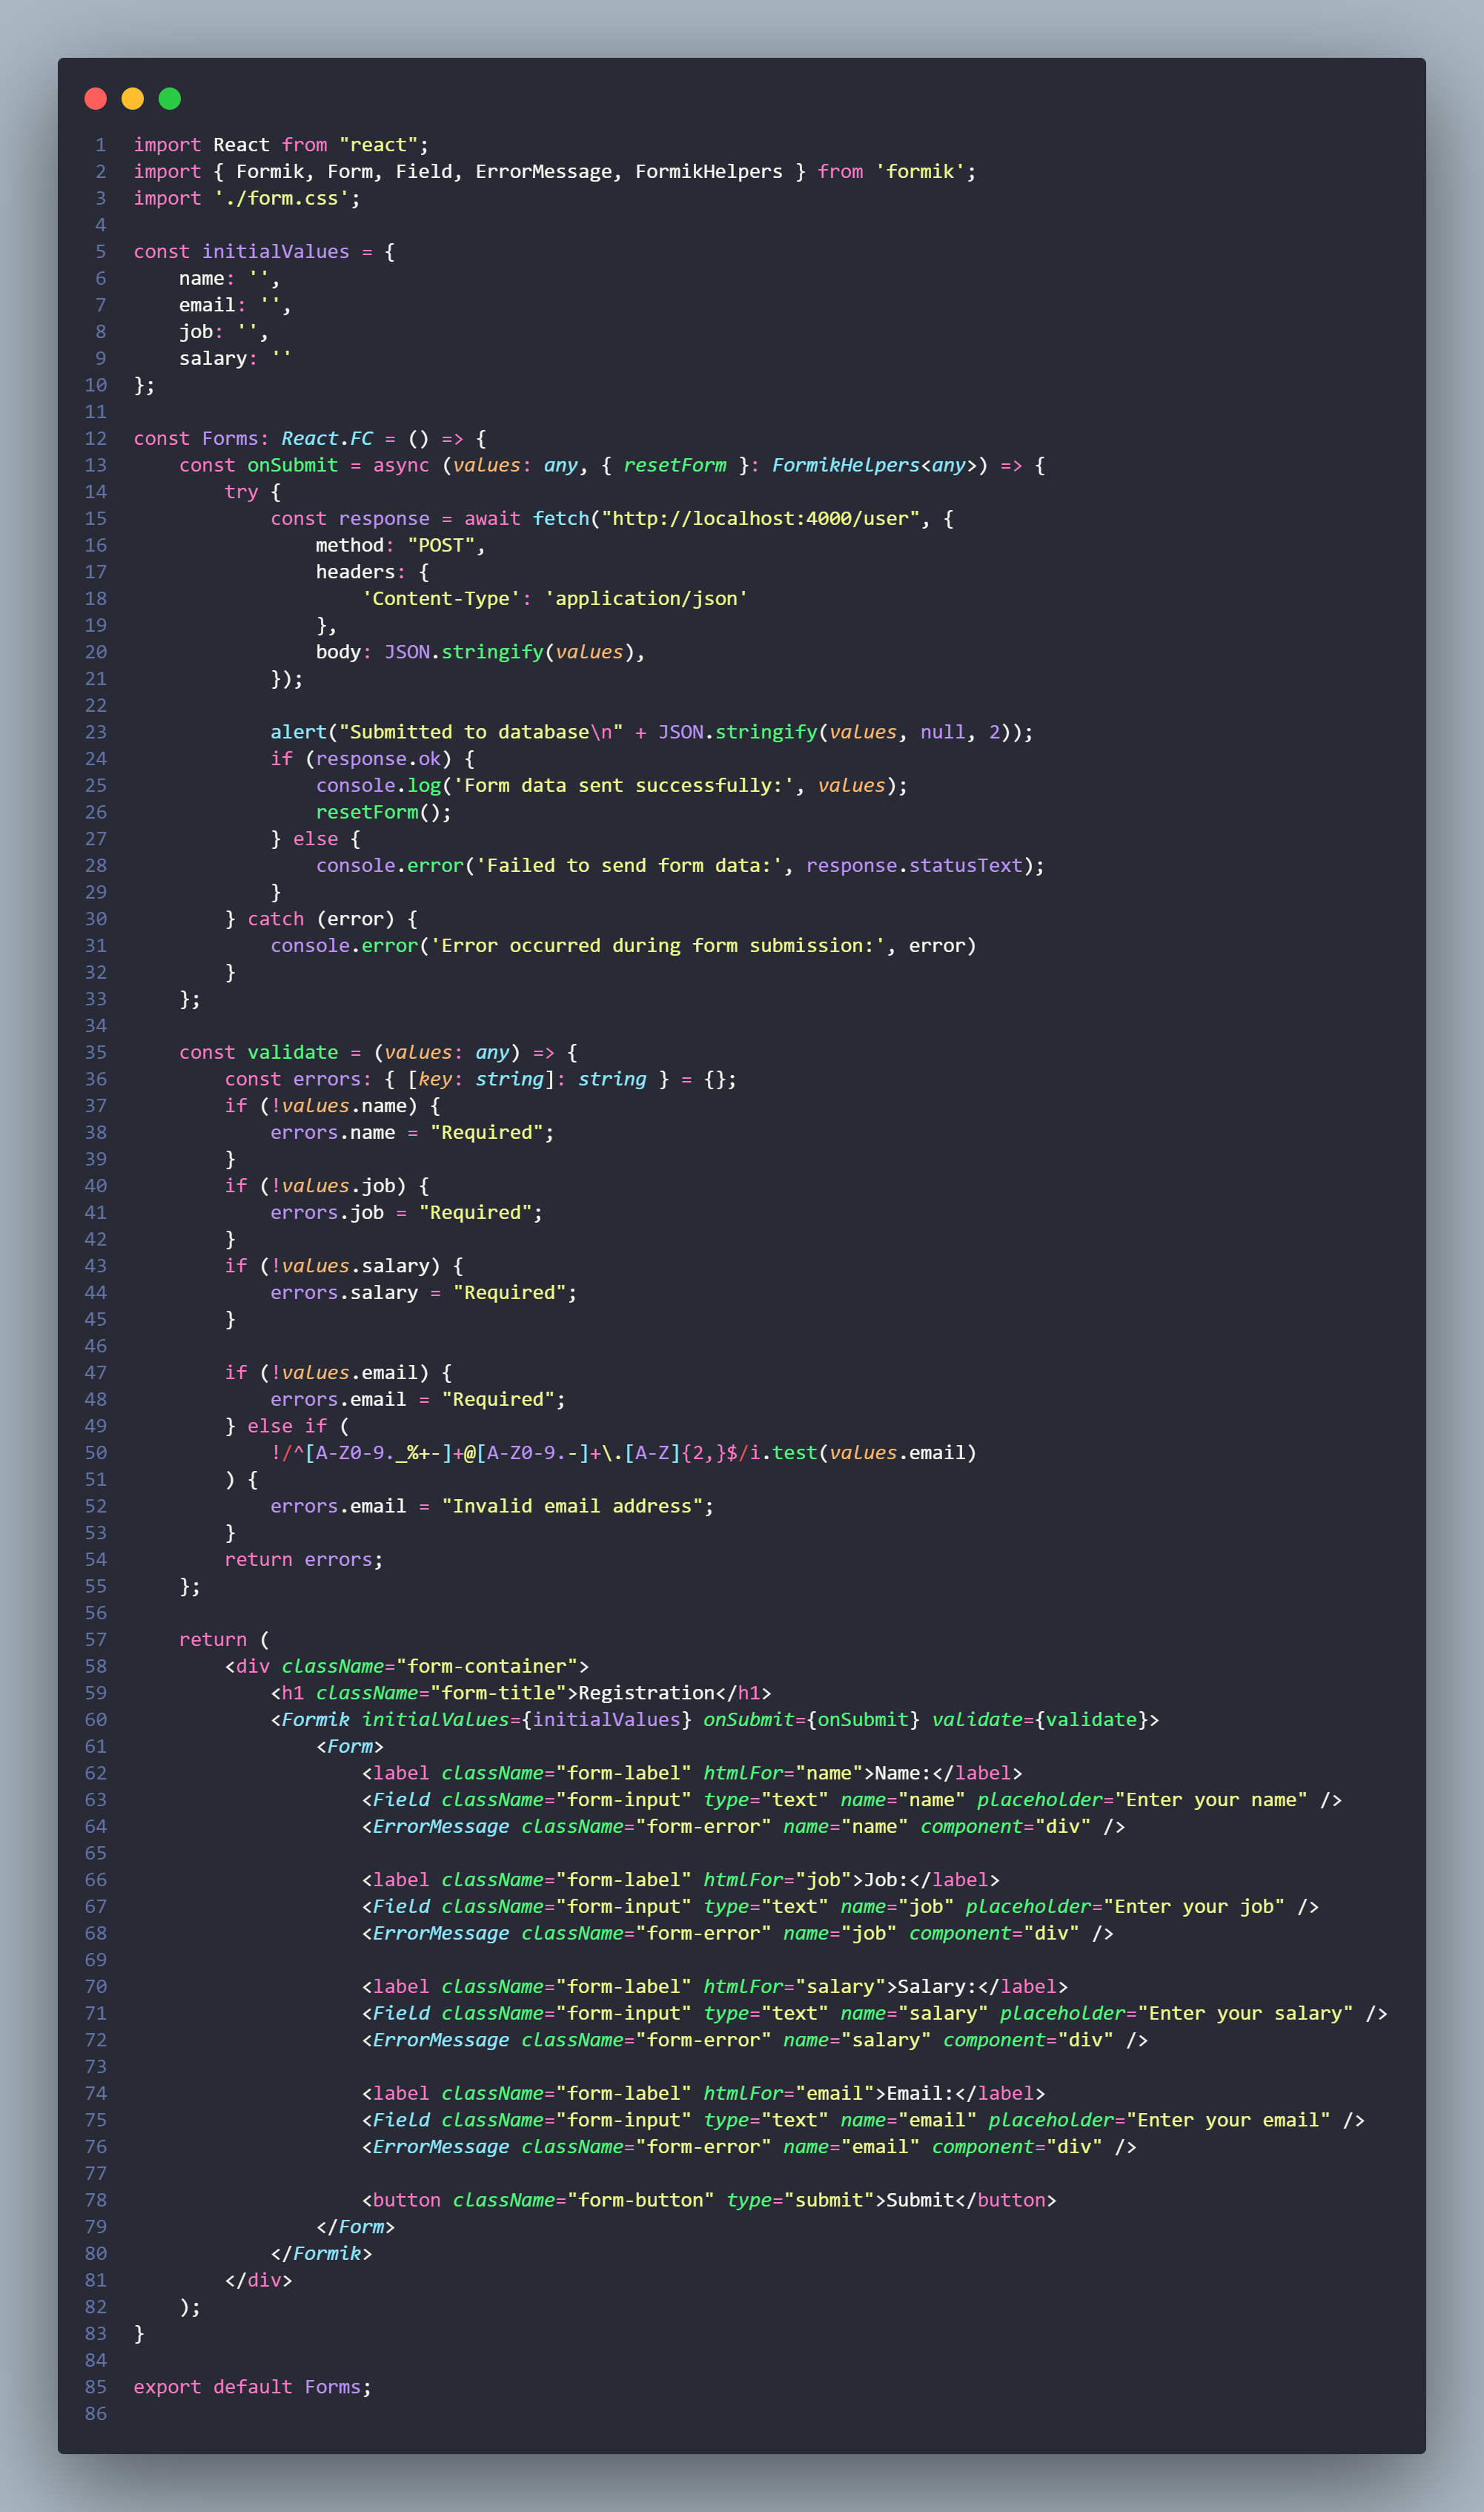 1 import React from "react";
2 import { Formik, Form, Field, ErrorMessage, FormikHelpers } from 'formik';
3 import './form.css';
4
5 const initialValues = {
6     name: '',
7     email: '',
8     job: '',
9     salary: ''
10 };
11
12 const Forms: React.FC = () => {
13     const onSubmit = async (values: any, { resetForm }: FormikHelpers<any>) => {
14         try {
15             const response = await fetch("http://localhost:4000/user", {
16                 method: "POST",
17                 headers: {
18                     'Content-Type': 'application/json'
19                 },
20                 body: JSON.stringify(values),
21             });
22
23             alert("Submitted to database\n" + JSON.stringify(values, null, 2));
24             if (response.ok) {
25                 console.log('Form data sent successfully:', values);
26                 resetForm();
27             } else {
28                 console.error('Failed to send form data:', response.statusText);
29             }
30         } catch (error) {
31             console.error('Error occurred during form submission:', error)
32         }
33     };
34
35     const validate = (values: any) => {
36         const errors: { [key: string]: string } = {};
37         if (!values.name) {
38             errors.name = "Required";
39         }
40         if (!values.job) {
41             errors.job = "Required";
42         }
43         if (!values.salary) {
44             errors.salary = "Required";
45         }
46
47         if (!values.email) {
48             errors.email = "Required";
49         } else if (
50             !/^[A-Z0-9._%+-]+@[A-Z0-9.-]+\.[A-Z]{2,}$/i.test(values.email)
51         ) {
52             errors.email = "Invalid email address";
53         }
54         return errors;
55     };
56
57     return (
58         <div className="form-container">
59             <h1 className="form-title">Registration</h1>
60             <Formik initialValues={initialValues} onSubmit={onSubmit} validate={validate}>
61                 <Form>
62                     <label className="form-label" htmlFor="name">Name:</label>
63                     <Field className="form-input" type="text" name="name" placeholder="Enter your name" />
64                     <ErrorMessage className="form-error" name="name" component="div" />
65
66                     <label className="form-label" htmlFor="job">Job:</label>
67                     <Field className="form-input" type="text" name="job" placeholder="Enter your job" />
68                     <ErrorMessage className="form-error" name="job" component="div" />
69
70                     <label className="form-label" htmlFor="salary">Salary:</label>
71                     <Field className="form-input" type="text" name="salary" placeholder="Enter your salary" />
72                     <ErrorMessage className="form-error" name="salary" component="div" />
73
74                     <label className="form-label" htmlFor="email">Email:</label>
75                     <Field className="form-input" type="text" name="email" placeholder="Enter your email" />
76                     <ErrorMessage className="form-error" name="email" component="div" />
77
78                     <button className="form-button" type="submit">Submit</button>
79                 </Form>
80             </Formik>
81         </div>
82     );
83 }
84
85 export default Forms;
86